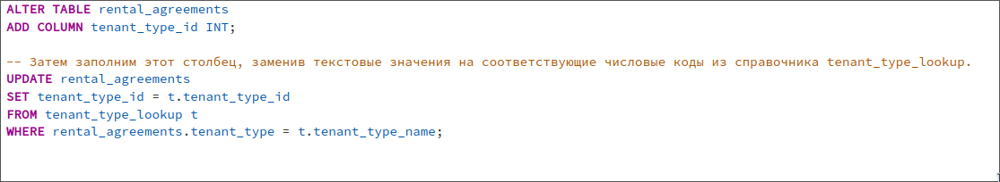 ALTER TABLE rental_agreements
ADD COLUMN tenant_type_id INT;
-- Затем заполним этот столбец, заменив текстовые значения на соответствующие числовые коды из справочника tenant_type_lookup.
UPDATE rental_agreements
SET tenant_type_id = t.tenant_type_id
FROM tenant_type_lookup t
WHERE rental_agreements.tenant_type = t.tenant_type_name;